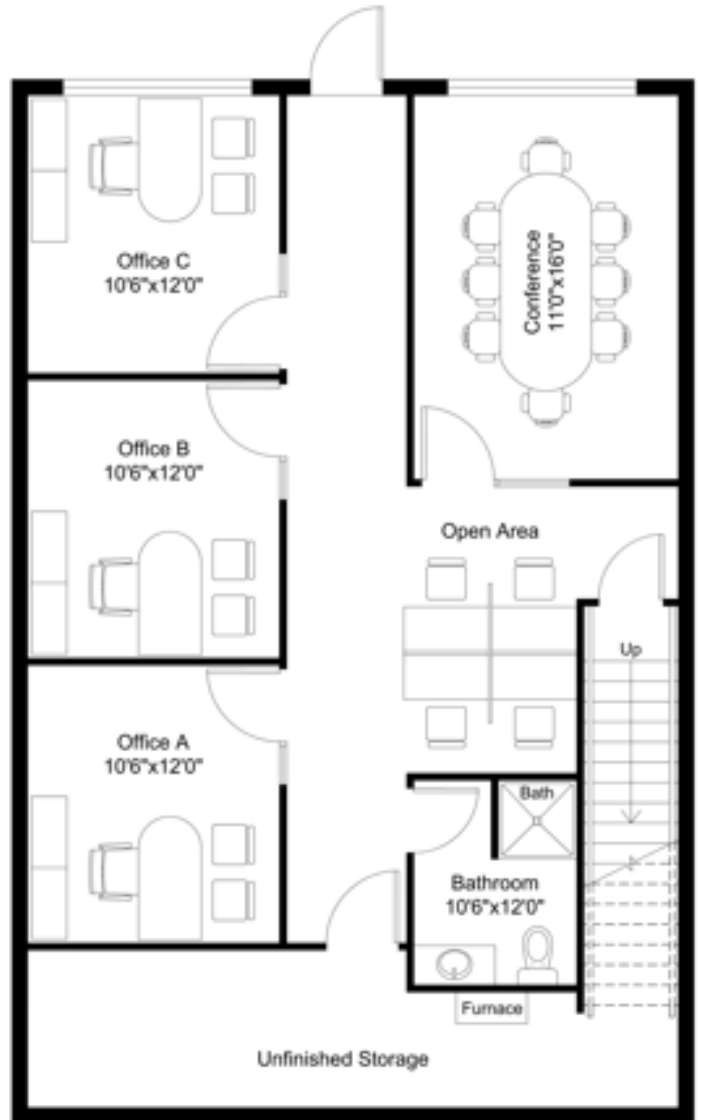 Office C
10'6"x12'0"
Conference
11'0"x16'0"
Office B
10'6"x12'0"
Open Area
Up
Office A
10'6"x12'0"
Bath
Bathroom
10'6"x12'0"
Furnace
Unfinished Storage